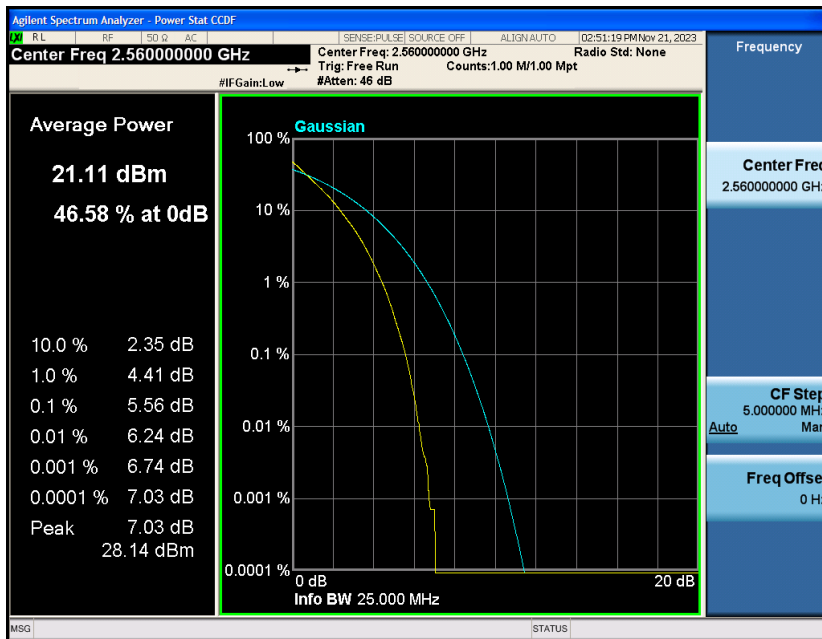 Agilent Spectrum Analyzer - Power Stat CCDF
LXI RL RF 50 Ω AC SENSE:PULSE SOURCE OFF ALIGN AUTO 02:51:19 PM Nov 21, 2023
Center Freq 2.560000000 GHz
Center Freq: 2.560000000 GHz Radio Std: None
Trig: Free Run Counts:1.00 M/1.00 Mpt
#IFGain:Low #Atten: 46 dB
Frequency
Average Power
21.11 dBm
46.58 % at 0dB
10.0 % 2.35 dB
1.0 % 4.41 dB
0.1 % 5.56 dB
0.01 % 6.24 dB
0.001 % 6.74 dB
0.0001 % 7.03 dB
Peak 7.03 dB
28.14 dBm
Gaussian
100 %
10 %
1 %
0.1 %
0.01 %
0.001 %
0.0001 %
0 dB 20 dB
Info BW 25.000 MHz
Center Freq
2.560000000 GHz
CF Step
5.000000 MHz
Auto Man
Freq Offse
0 Hz
MSG STATUS